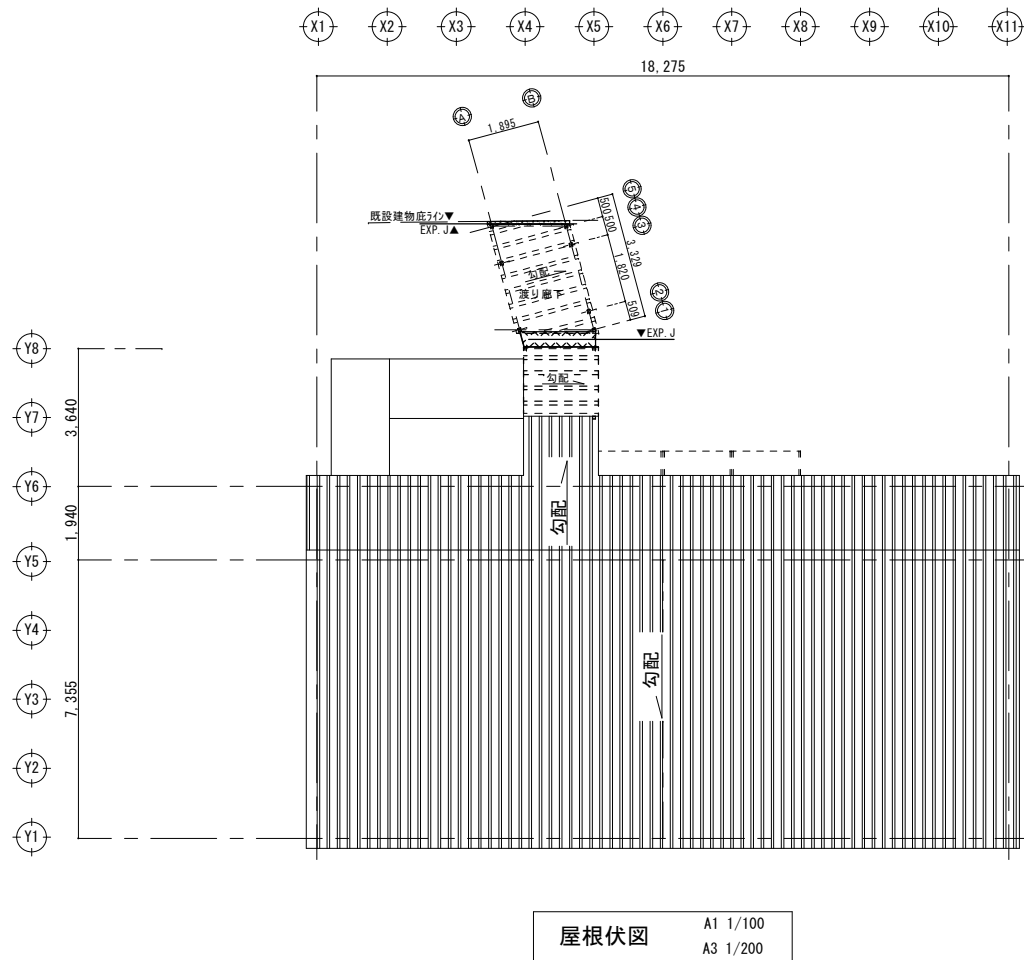 X1 X2 X3 X4 X5 X6 X7 X8 X9 X10 X11
18,275
A
B
1,895
既設建物庇ライン▼
EXP.J▲
5
4
3
500
500
3,329
1,820
勾配
渡り廊下
2
1
509
▼EXP.J
Y8
勾配
Y7
3,640
Y6
勾配
1,940
Y5
Y4
勾配
7,355
Y3
Y2
Y1
屋根伏図
A1 1/100
A3 1/200